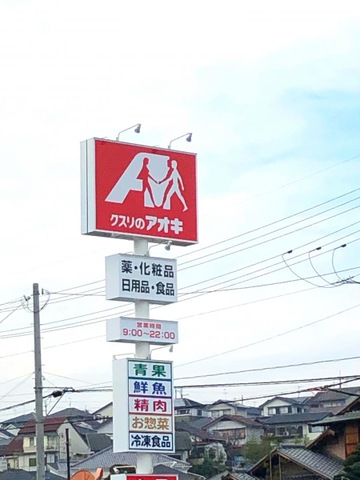 クスリのアオキ
薬・化粧品
日用品・食品
営業時間
9:00~22:00
青果
鮮魚
精肉
お惣菜
冷凍食品